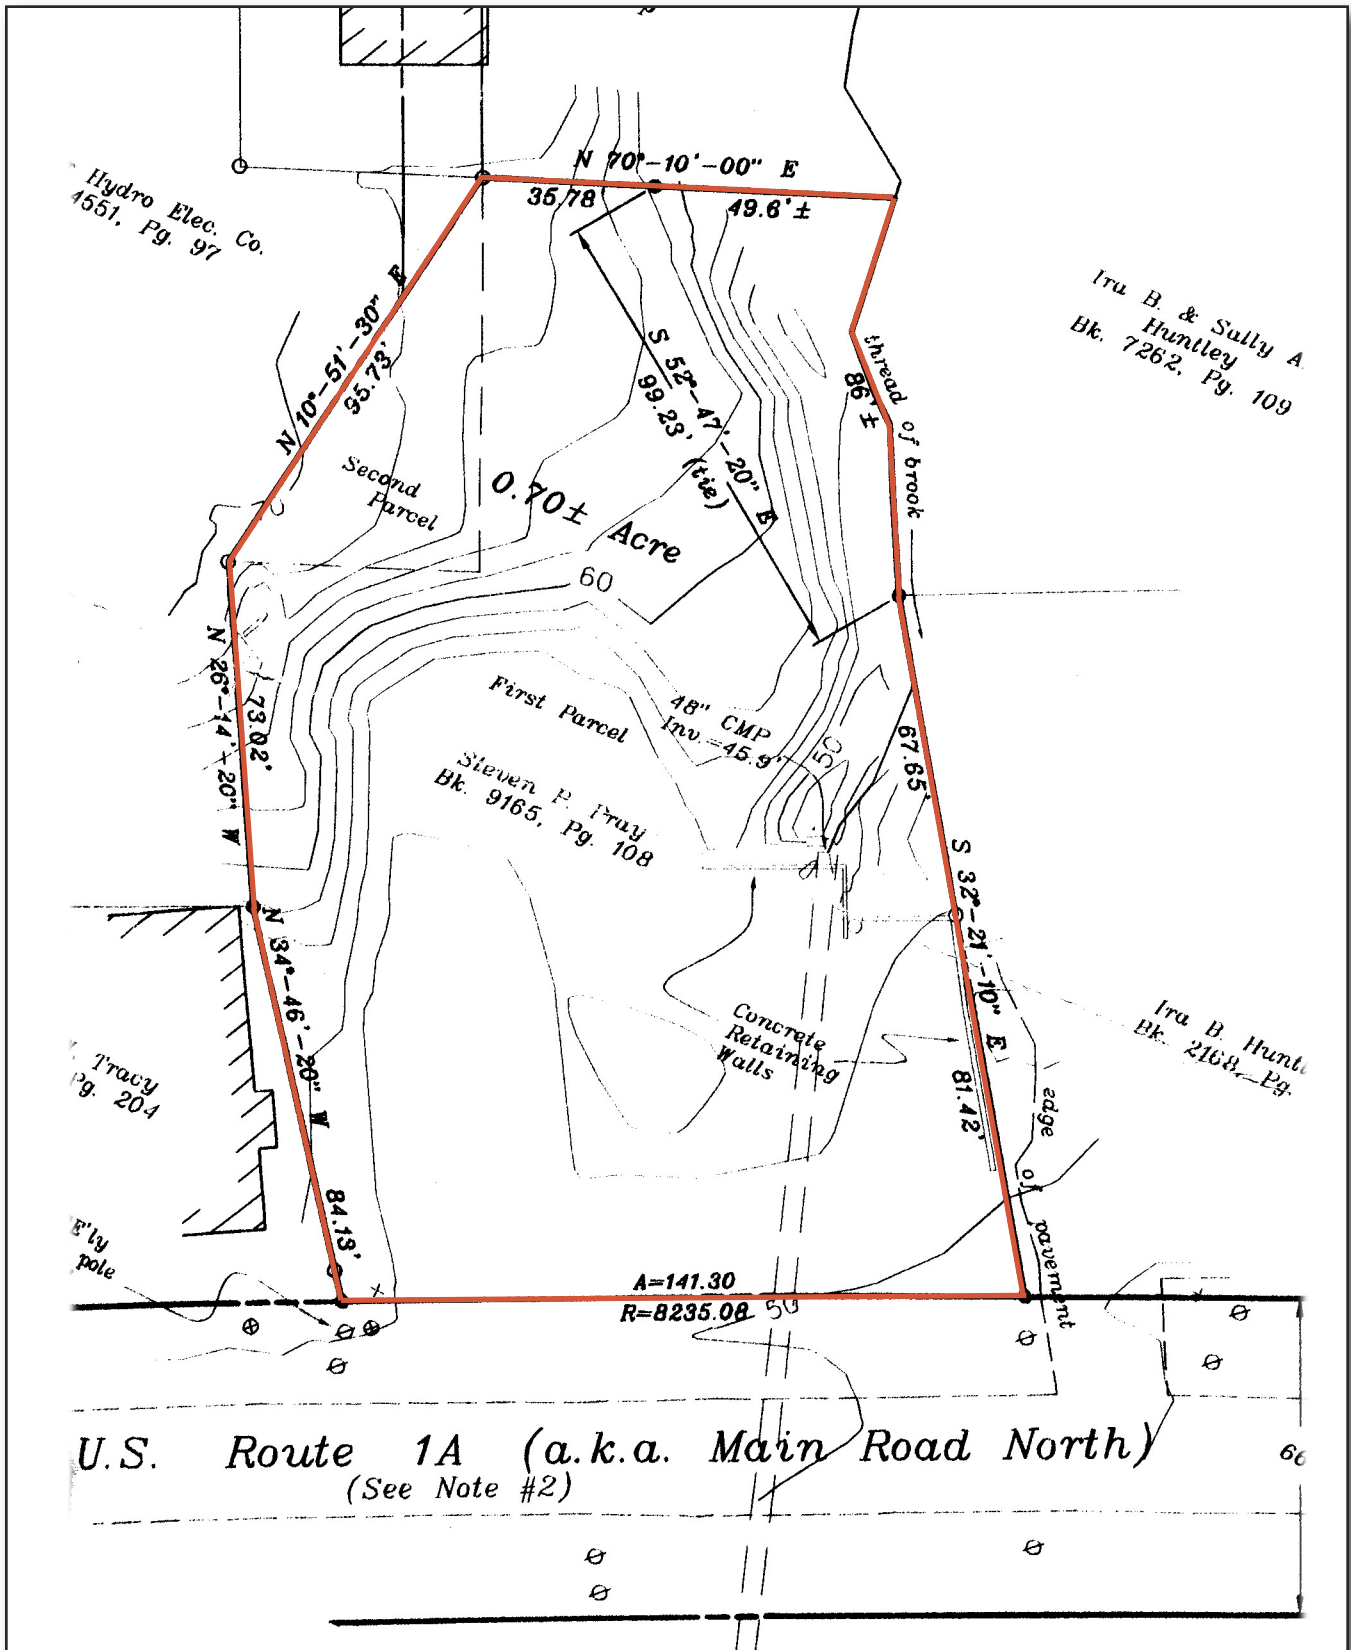 N 70°-10'-00" E
35.78
49.6'±
Hydro Elec. Co.
4551, Pg. 97
N 10°-51'-30" E
95.73'
S 52°-47'-20" E
99.23' (tie)
thread of brook
86'±
Ira B. & Sally A.
Huntley
Bk. 7262, Pg. 109
Second
Parcel
0.70± Acre
60
N 26°-14'-20" W
73.02'
First Parcel
48" CMP
Inv.=45.9'
50
67.65'
Steven P. Pray
Bk. 9165, Pg. 108
S 32°-21'-10" E
81.42'
N 34°-46'-20" W
84.13'
Concrete
Retaining
Walls
Ira B. Huntl
Bk. 2168, Pg.
Tracy
Pg. 204
edge of pavement
E'ly
pole
A=141.30
R=8235.08
50
U.S. Route 1A (a.k.a. Main Road North)
(See Note #2)
66